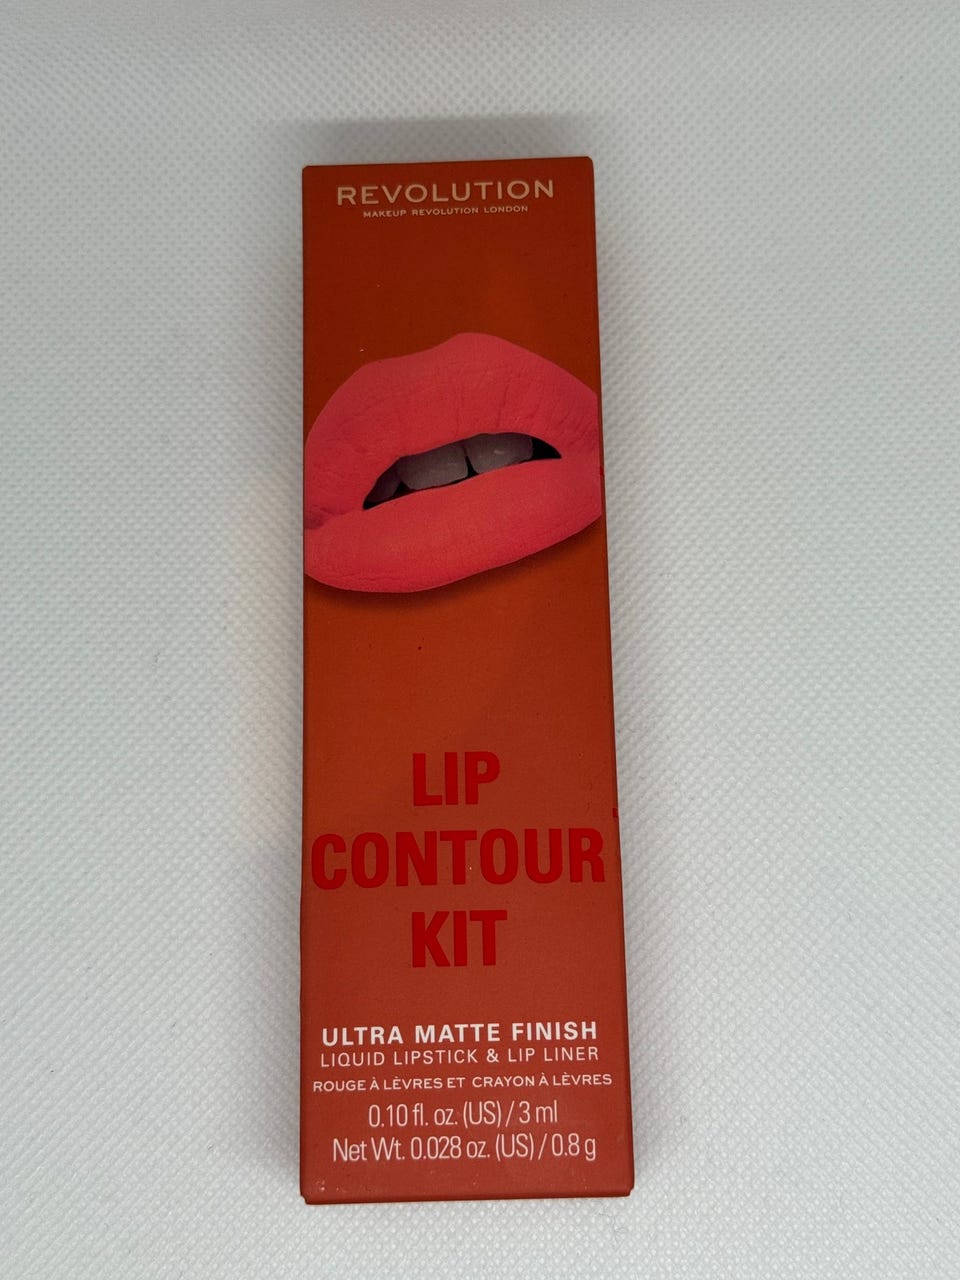 REVOLUTION
MAKEUP REVOLUTION LONDON
LIP
CONTOUR
KIT
ULTRA MATTE FINISH
LIQUID LIPSTICK & LIP LINER
ROUGE À LÈVRES ET CRAYON À LÈVRES
0.10 fl. oz. (US) / 3 ml
Net Wt. 0.028 oz. (US) / 0.8 g